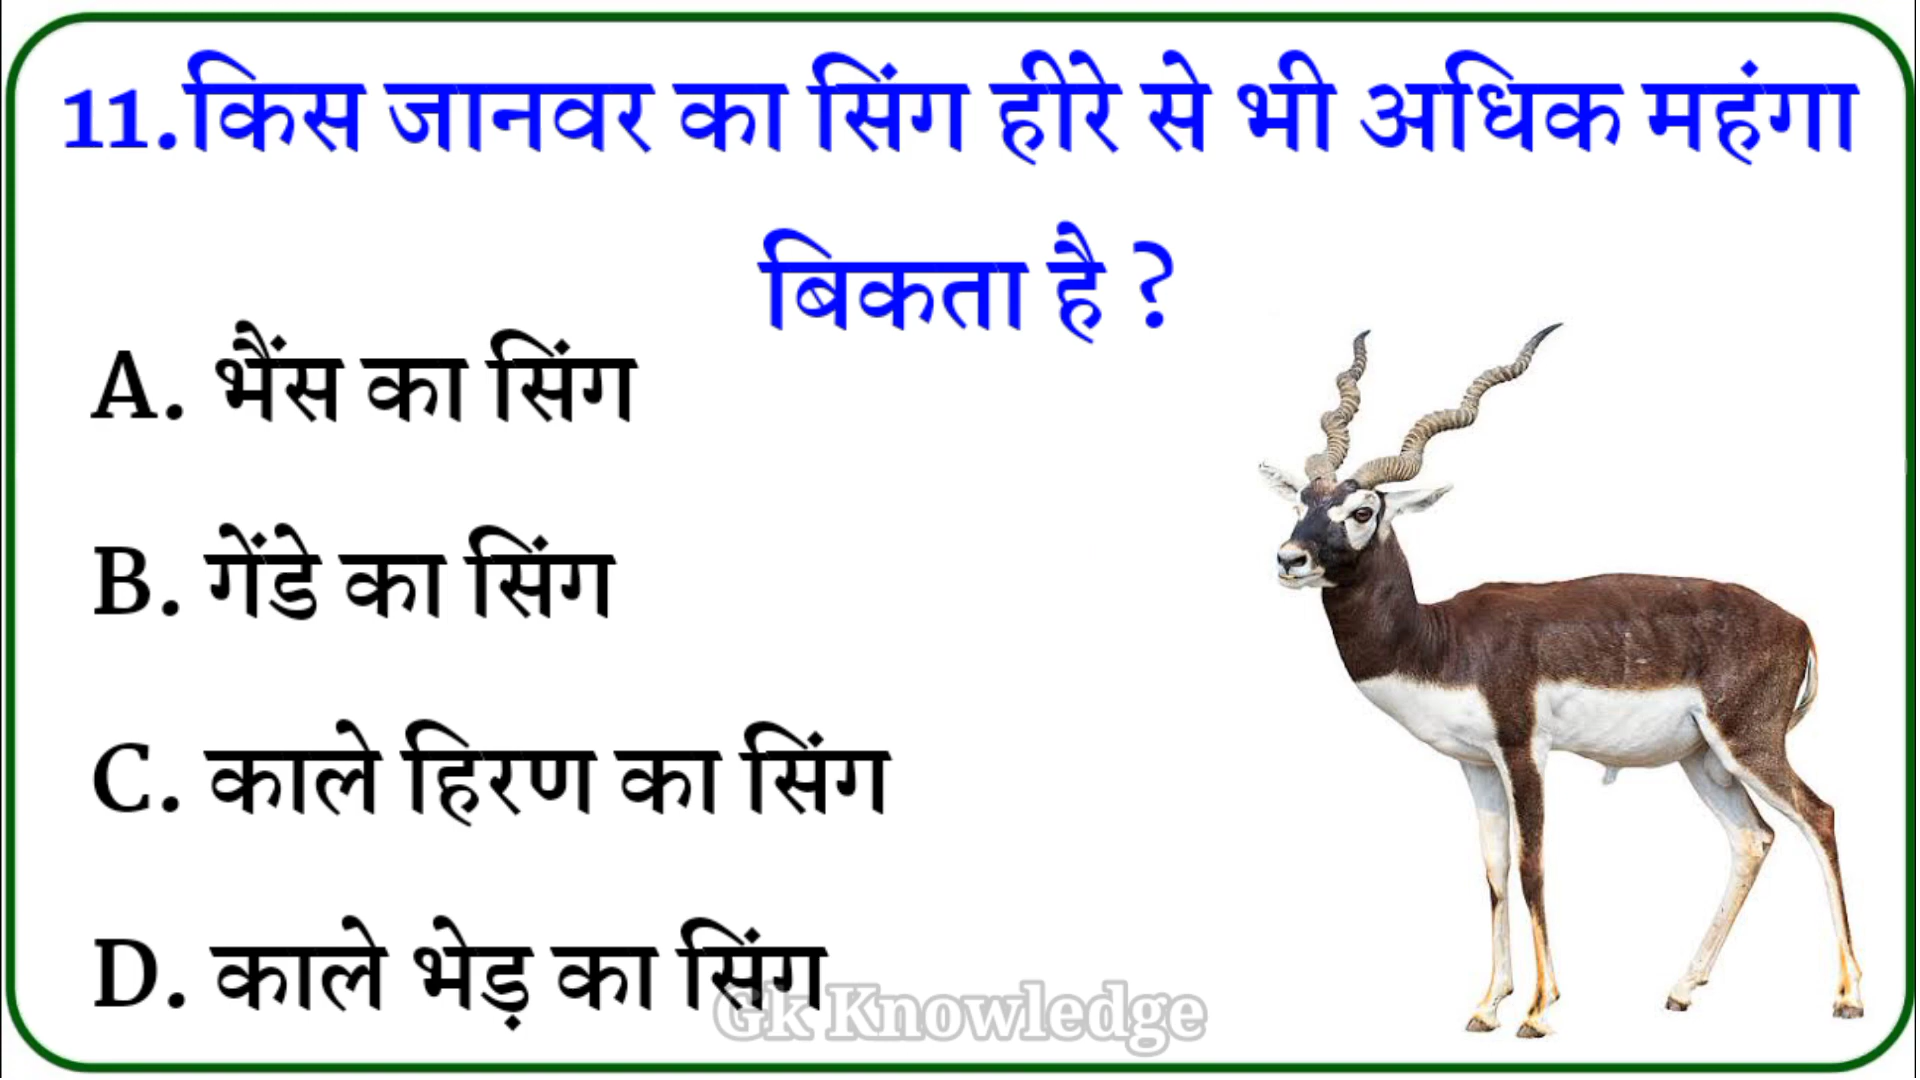 11.किस जानवर का सिंग हीरे से भी अधिक महंगा
बिकता है ?
A. भैंस का सिंग
B. गेंडे का सिंग
C. काले हिरण का सिंग
D. काले भेड़ का सिंग
Gk Knowledge